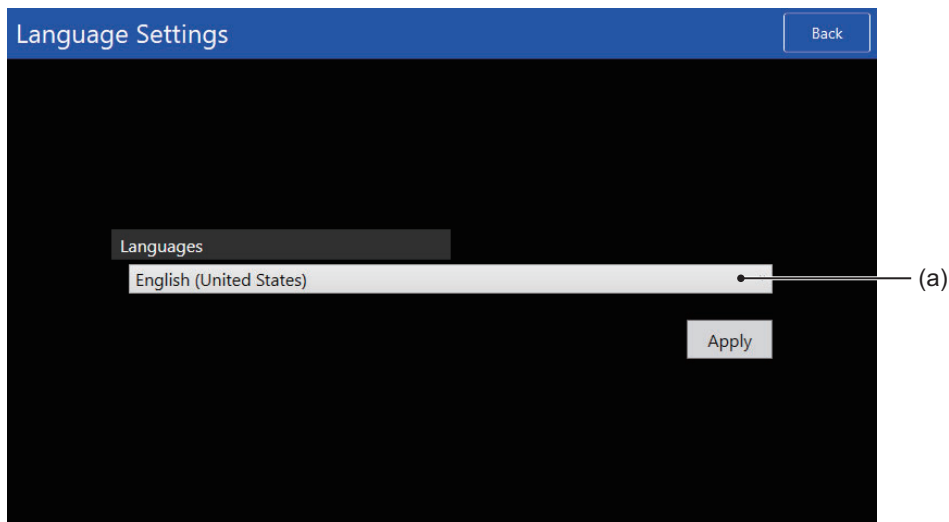 Language Settings
Back
Languages
English (United States)
(a)
Apply